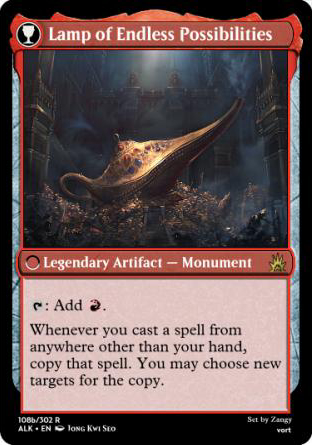 Lamp of Endless Possibilities
Legendary Artifact — Monument
: Add .
Whenever you cast a spell from
anywhere other than your hand,
copy that spell. You may choose new
targets for the copy.
108b/302 R
Set by Zangy
ALK • EN Jong Kwi Seo
vort